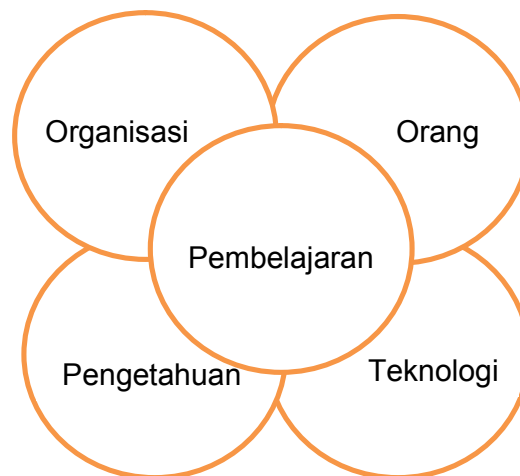 Organisasi
Orang
Pembelajaran
Pengetahuan
Teknologi